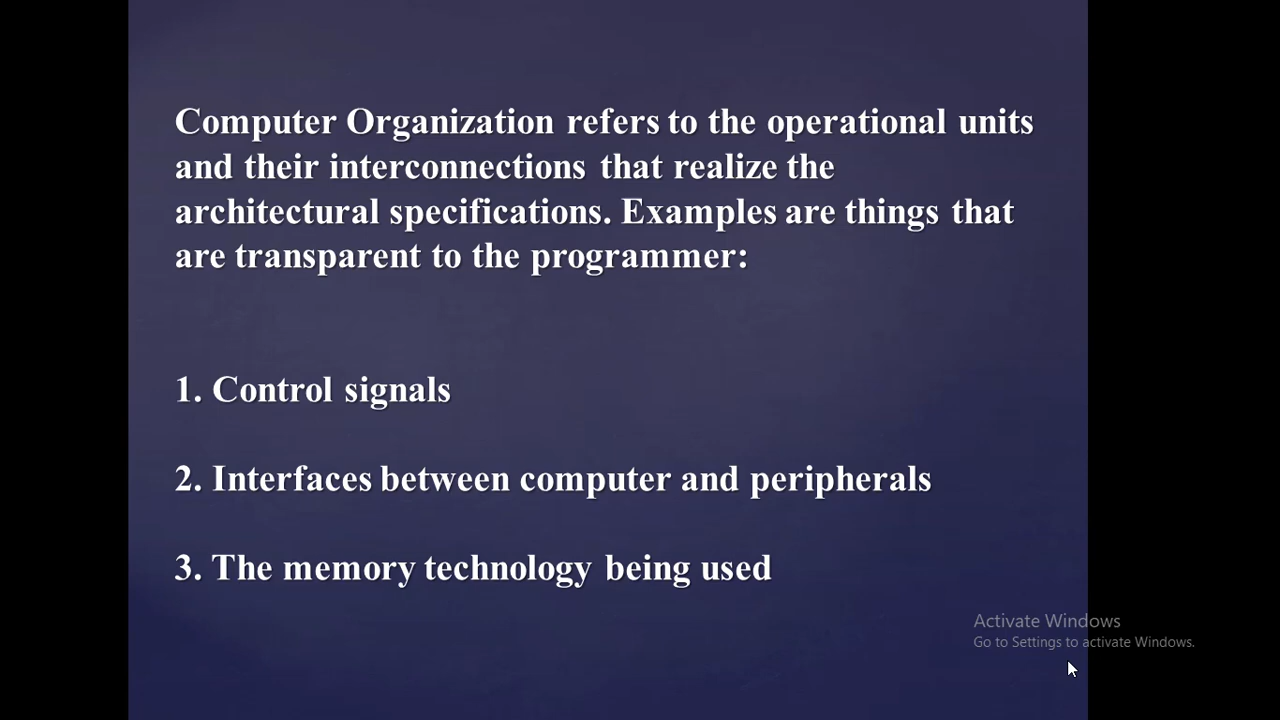 Computer Organization refers to the operational units
and their interconnections that realize the
architectural specifications. Examples are things that
are transparent to the programmer:
1. Control signals
2. Interfaces between computer and peripherals
3. The memory technology being used
Activate Windows
Go to Settings to activate Windows.